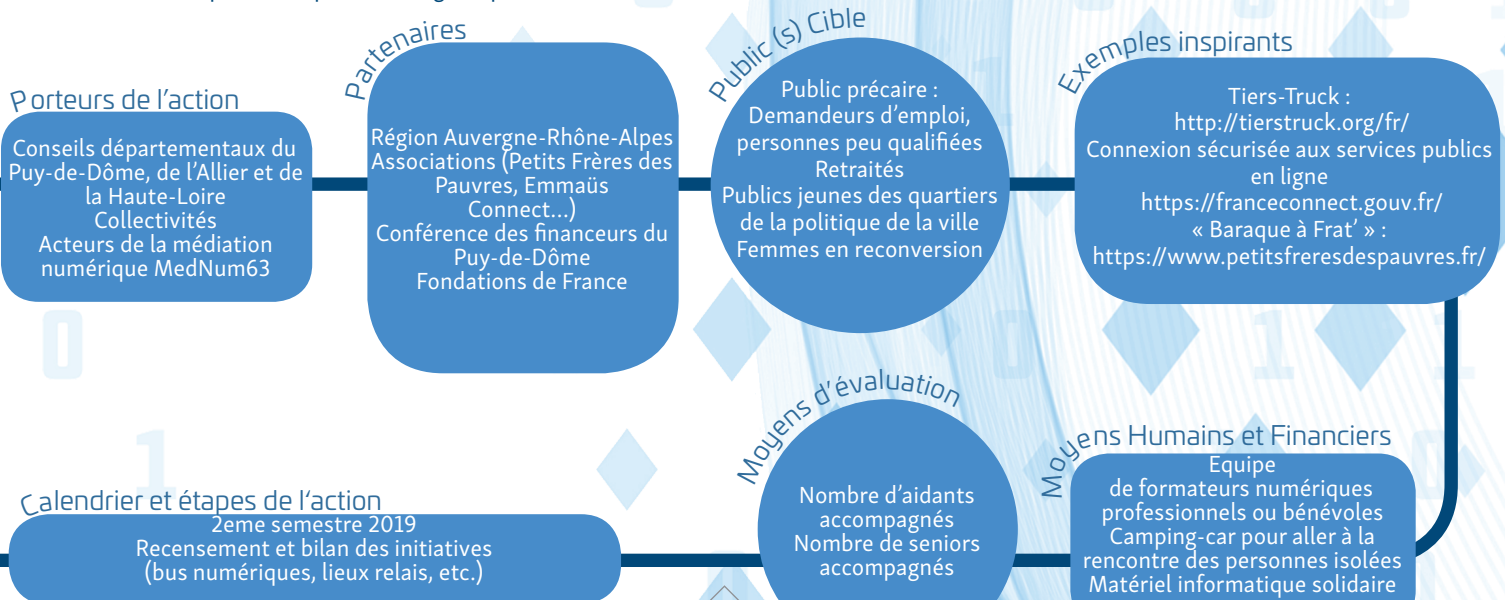 Porteurs de l'action
Conseils départementaux du
Puy-de-Dôme, de l'Allier et de
la Haute-Loire
Collectivités
Acteurs de la médiation
numérique MedNum63
Partenaires
Région Auvergne-Rhône-Alpes
Associations (Petits Frères des
Pauvres, Emmaüs
Connect...)
Conférence des financeurs du
Puy-de-Dôme
Fondations de France
Public (s) Cible
Public précaire :
Demandeurs d'emploi,
personnes peu qualifiées
Retraités
Publics jeunes des quartiers
de la politique de la ville
Femmes en reconversion
Exemples inspirants
Tiers-Truck :
http://tierstruck.org/fr/
Connexion sécurisée aux services publics
en ligne
https://franceconnect.gouv.fr/
« Baraque à Frat' » :
https://www.petitsfreresdespauvres.fr/
Moyens Humains et Financiers
Equipe
de formateurs numériques
professionnels ou bénévoles
Camping-car pour aller à la
rencontre des personnes isolées
Matériel informatique solidaire
Moyens d'évaluation
Nombre d'aidants
accompagnés
Nombre de seniors
accompagnés
Calendrier et étapes de l'action
2eme semestre 2019
Recensement et bilan des initiatives
(bus numériques, lieux relais, etc.)